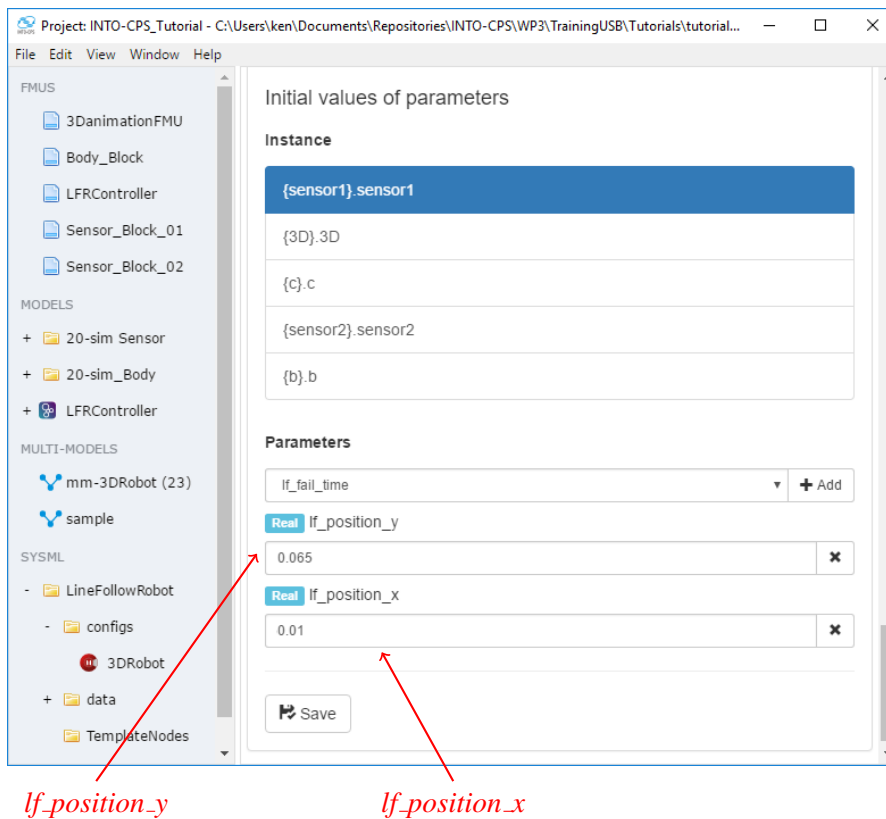 Project: INTO-CPS_Tutorial - C:\Users\ken\Documents\Repositories\INTO-CPS\WP3\TrainingUSB\Tutorials\tutorial...
File Edit View Window Help
FMUS
3DanimationFMU
Body_Block
LFRController
Sensor_Block_01
Sensor_Block_02
MODELS
+ 20-sim Sensor
+ 20-sim_Body
+ LFRController
MULTI-MODELS
mm-3DRobot (23)
sample
SYSML
- LineFollowRobot
- configs
3DRobot
+ data
TemplateNodes
Initial values of parameters
Instance
{sensor1}.sensor1
{3D}.3D
{c}.c
{sensor2}.sensor2
{b}.b
Parameters
lf_fail_time
+ Add
Real lf_position_y
0.065
Real lf_position_x
0.01
Save
lf_position_y
lf_position_x